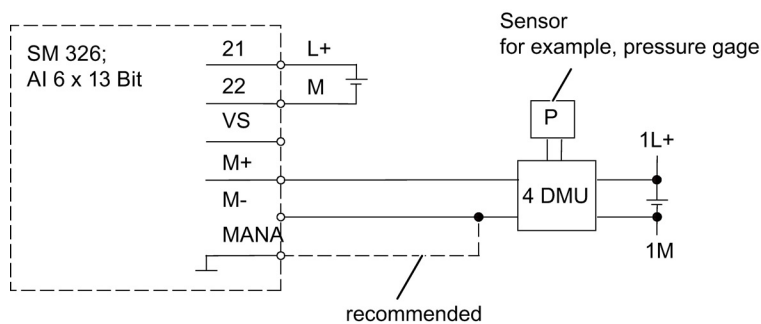 Sensor
for example, pressure gage
SM 326;
AI 6 x 13 Bit
21
L+
22
M
VS
P
1L+
M+
M-
4 DMU
MANA
1M
recommended